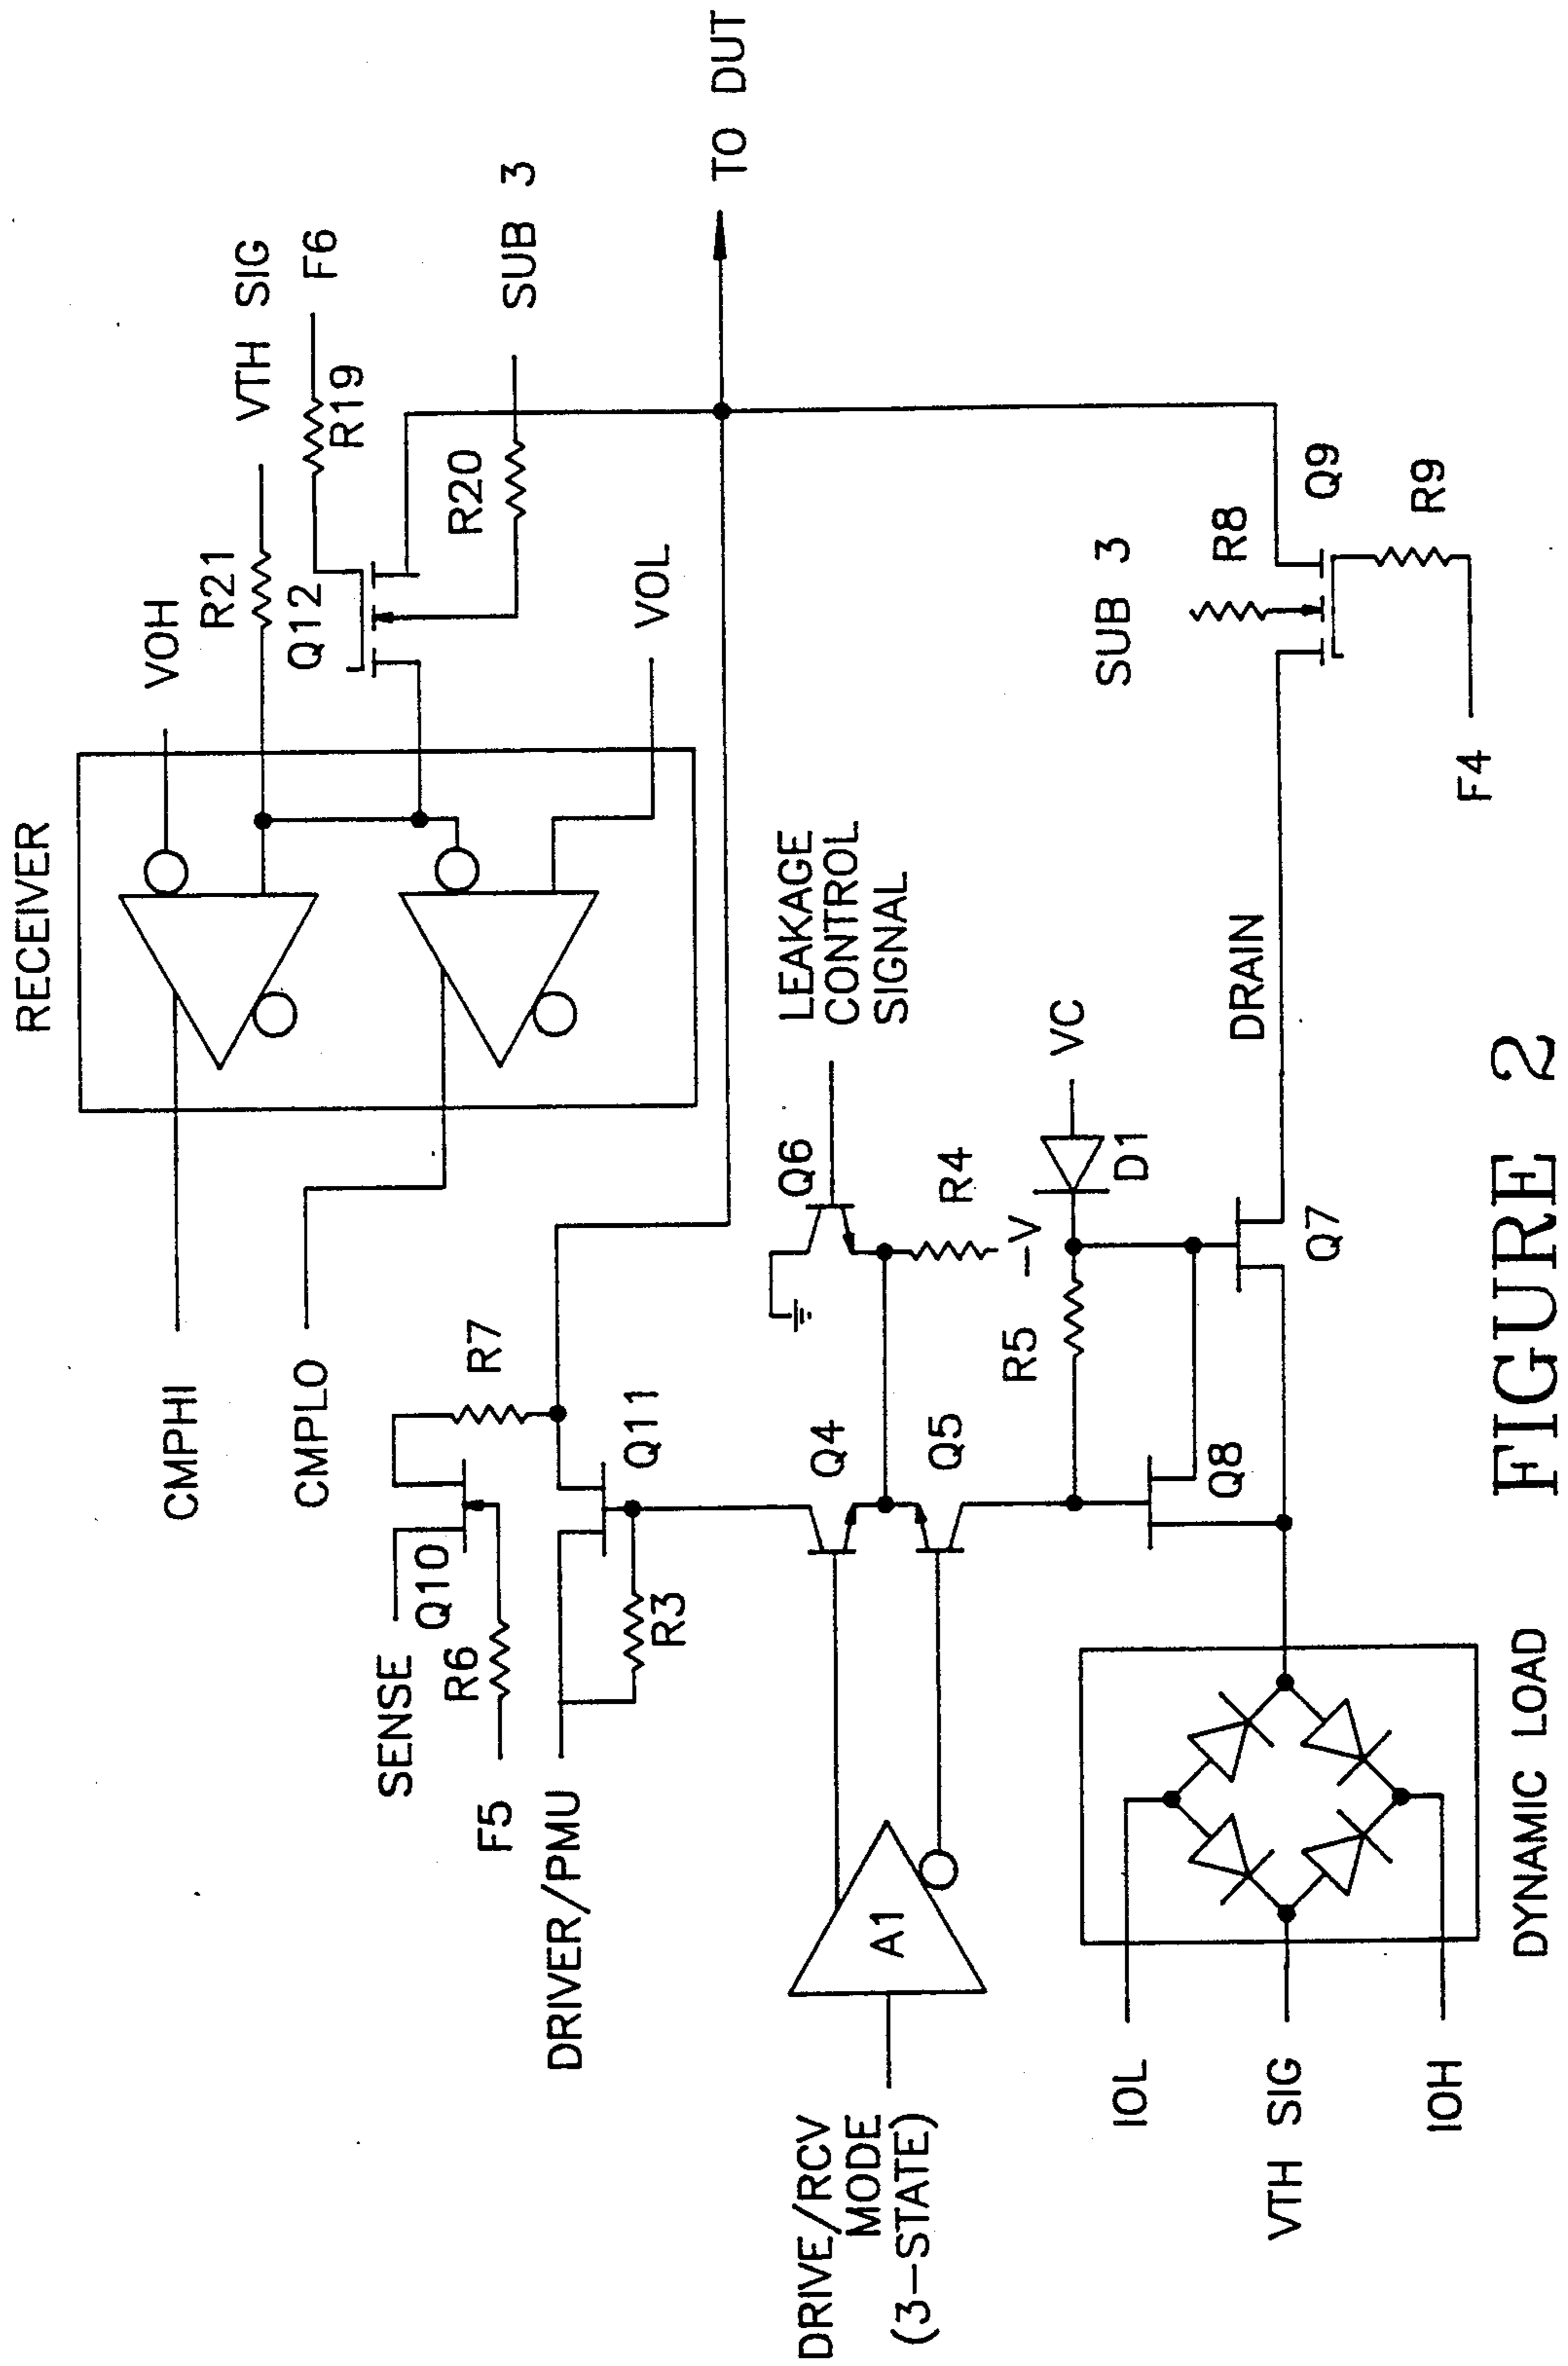 RECEIVER
VOH
VTH SIG
R21
F6
R19
Q12
SUB 3
R20
VOL
TO DUT
CMPHI
CMPLO
SENSE
Q10
R7
R6
F5
Q11
DRIVER/PMU
R3
LEAKAGE
CONTROL
SIGNAL
Q6
Q4
R4
-V
Q5
A1
DRIVE/RCV
MODE
(3-STATE)
VC
D1
R5
Q8
Q7
DRAIN
SUB 3
R8
Q9
R9
F4
IOL
VTH SIG
IOH
DYNAMIC LOAD
FIGURE 2